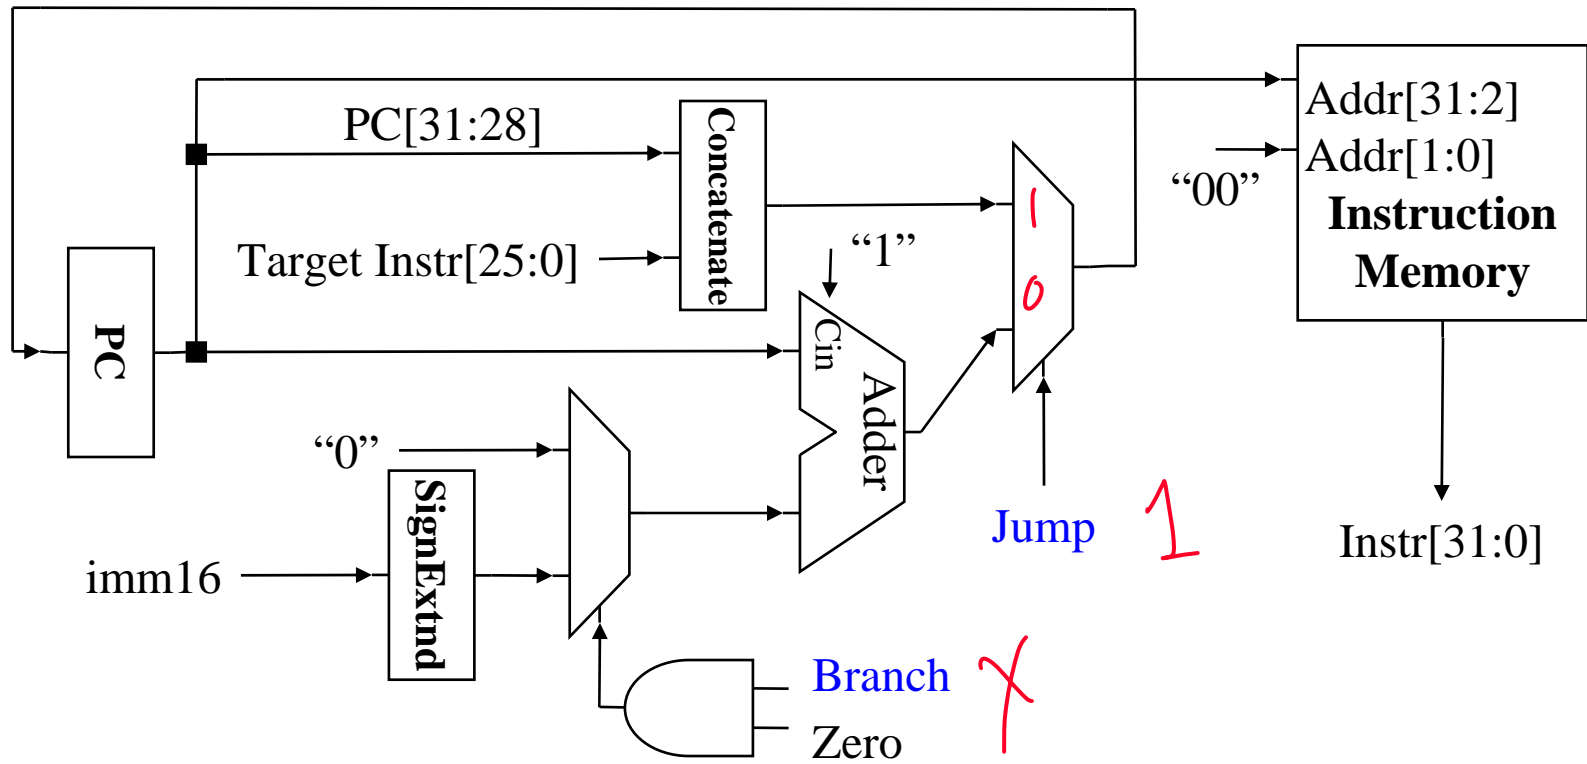 PC[31:28]
Concatenate
Addr[31:2]
Addr[1:0]
“00”
Instruction
Memory
1
0
Target Instr[25:0]
“1”
PC
Cin
Adder
“0”
SignExtnd
imm16
Jump 1
Instr[31:0]
Branch X
Zero